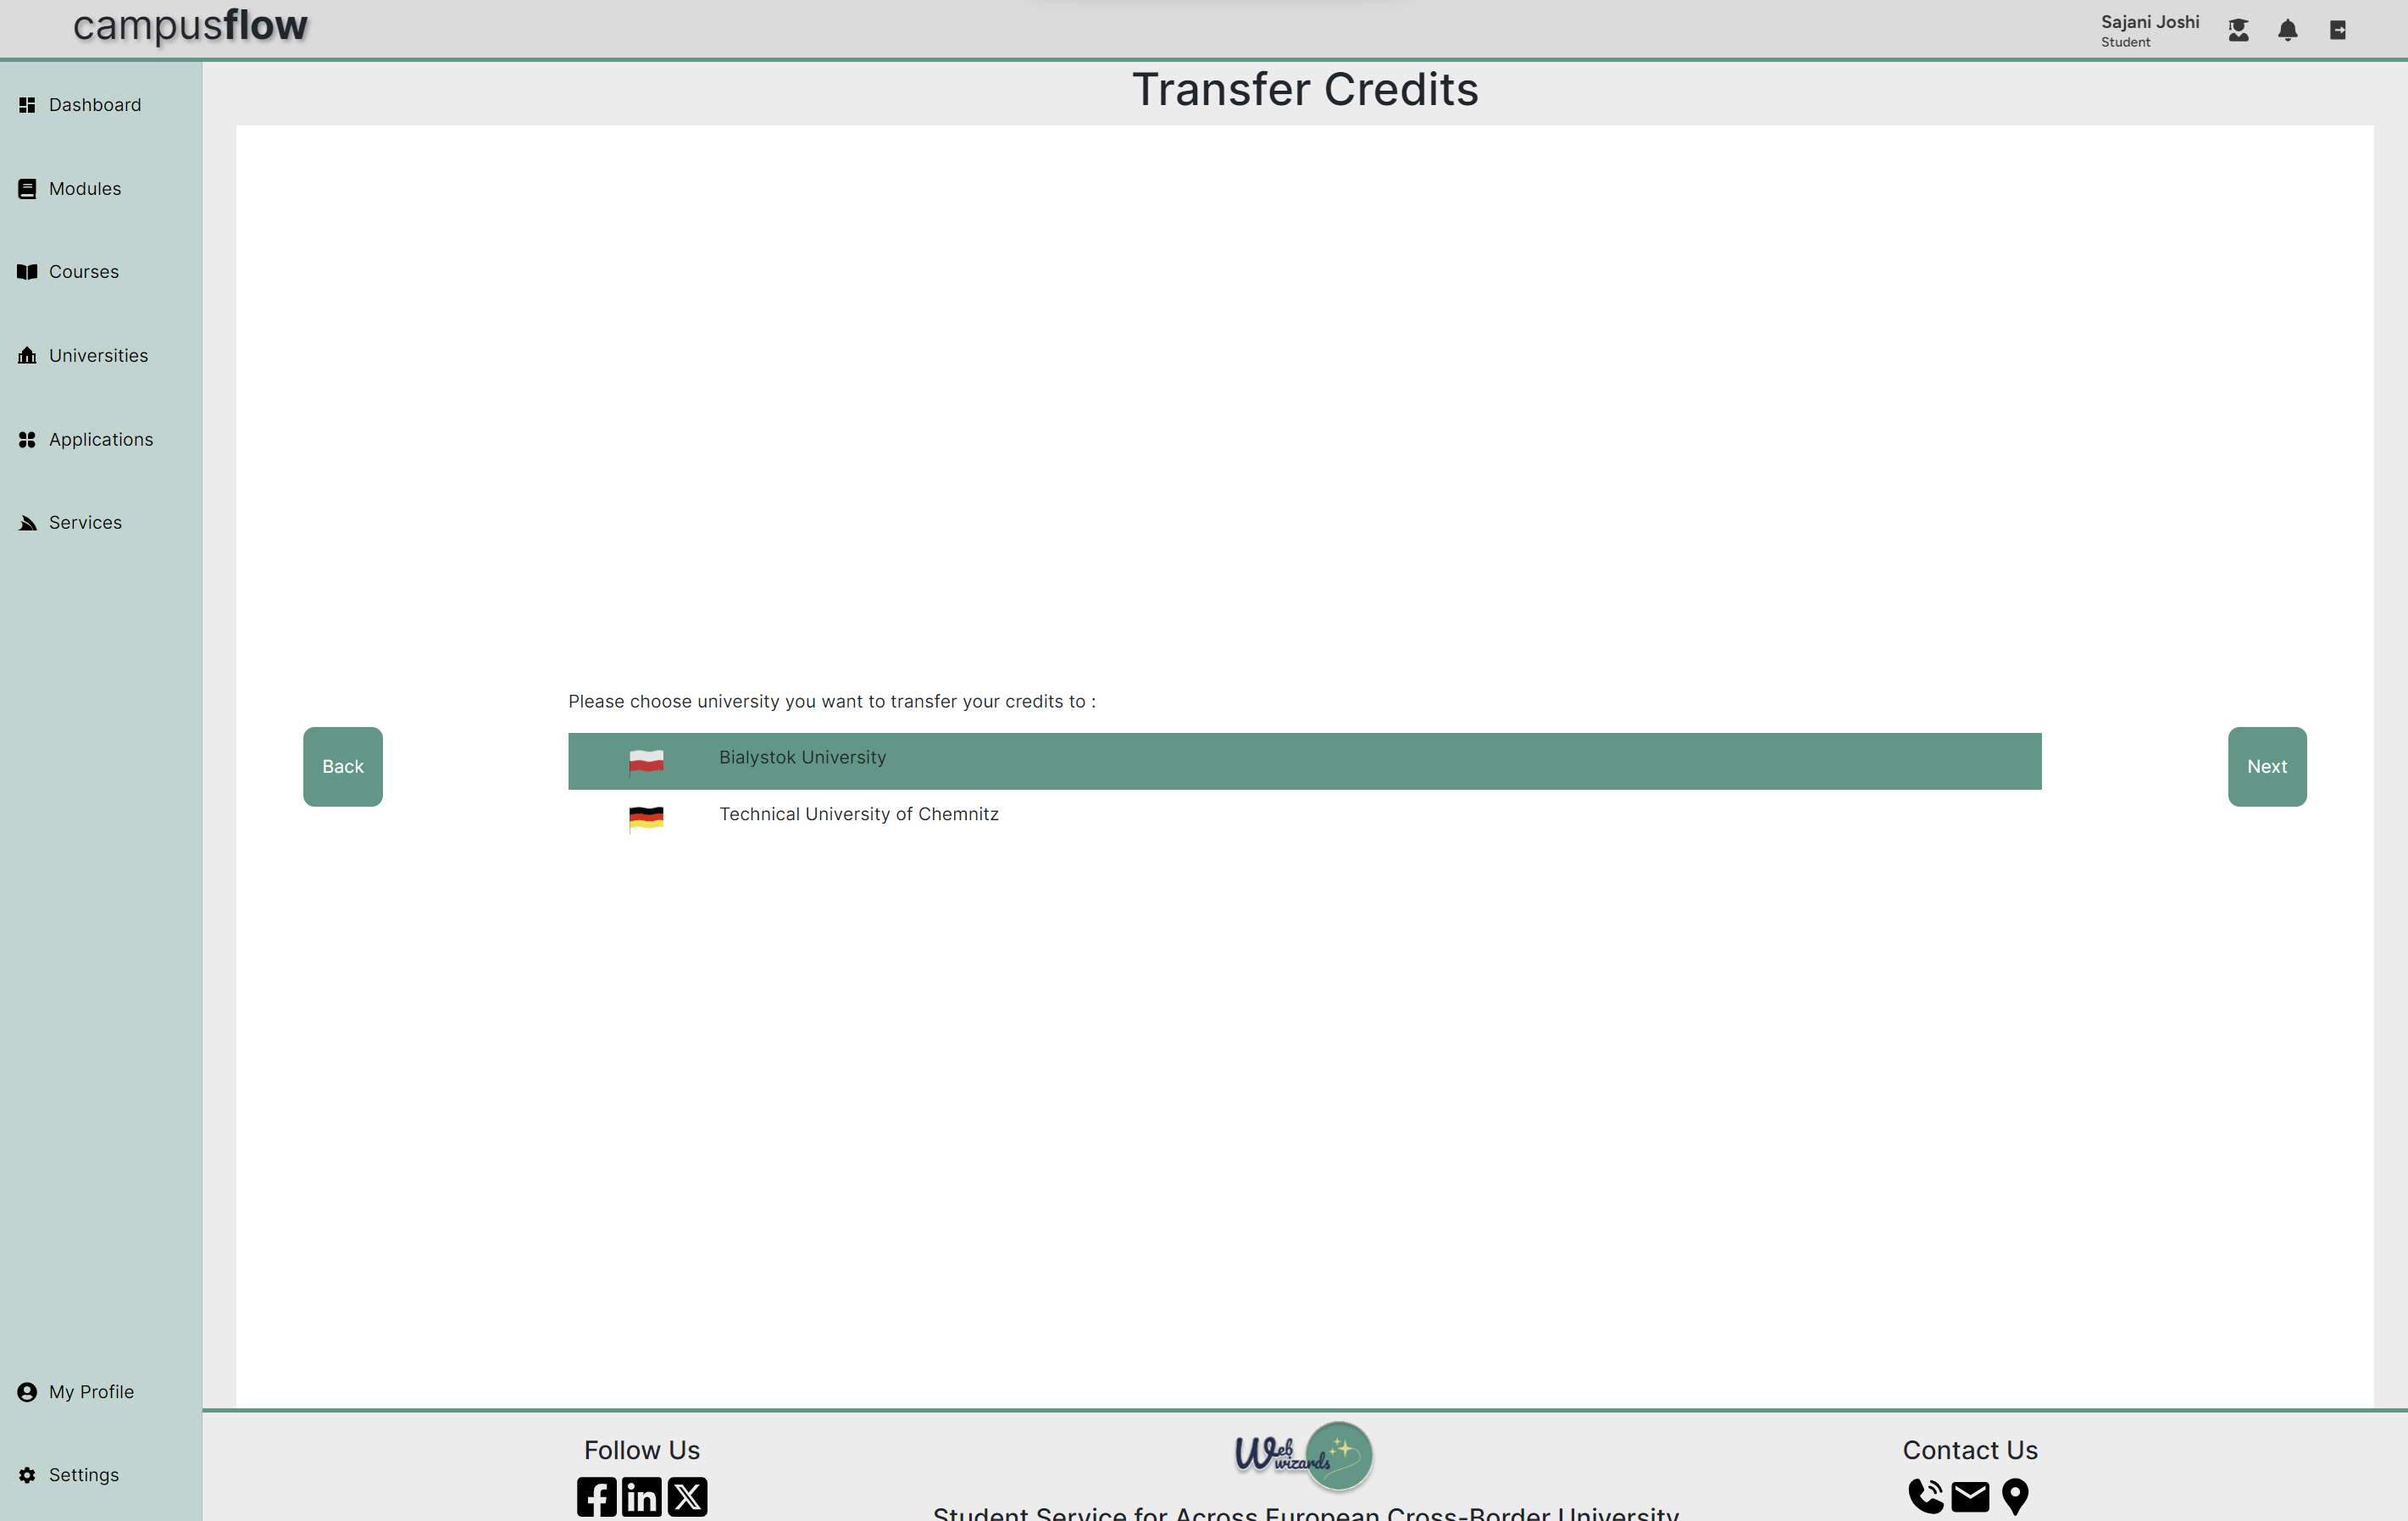 campusflow
Sajani Joshi
Student
Transfer Credits
Dashboard
Modules
Courses
Universities
Applications
Services
Please choose university you want to transfer your credits to :
Back
Bialystok University
Technical University of Chemnitz
Next
My Profile
Settings
Follow Us
Web wizards
Contact Us
Student Service for Across European Cross-Border University